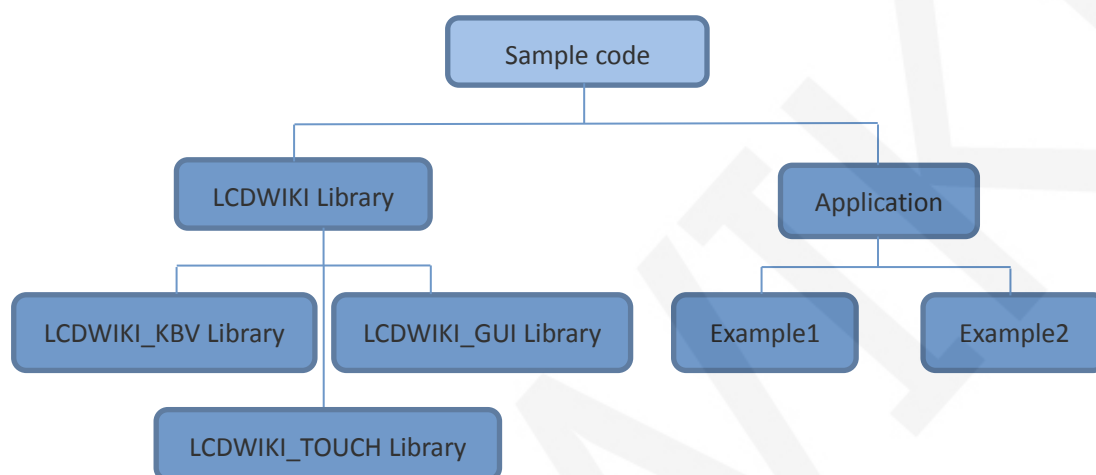 Sample code
LCDWIKI Library
Application
LCDWIKI_KBV Library
LCDWIKI_GUI Library
Example1
Example2
LCDWIKI_TOUCH Library